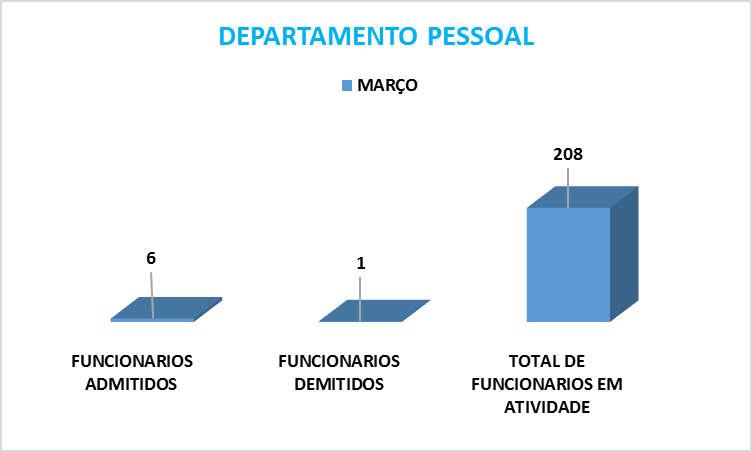 DEPARTAMENTO PESSOAL
MARÇO
6
1
208
FUNCIONARIOS
ADMITIDOS
FUNCIONARIOS
DEMITIDOS
TOTAL DE
FUNCIONARIOS EM
ATIVIDADE